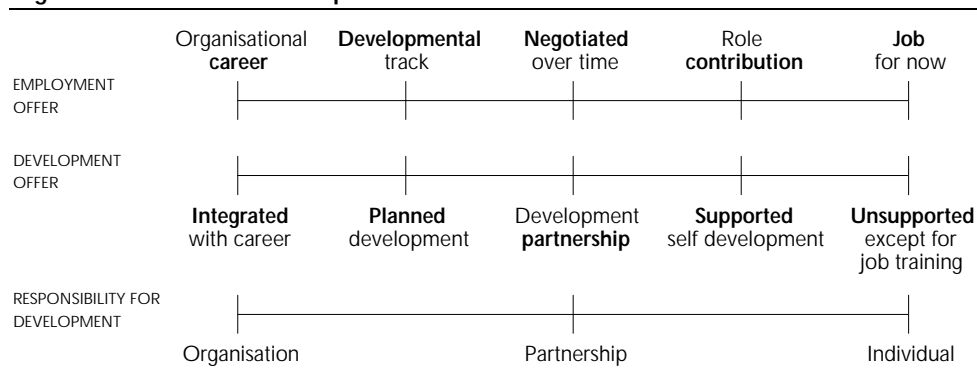 Organisational Developmental Negotiated Role Job
career track over time contribution for now
EMPLOYMENT
OFFER
DEVELOPMENT
OFFER
Integrated Planned Development Supported Unsupported
with career development partnership self development except for
job training
RESPONSIBILITY FOR
DEVELOPMENT
Organisation Partnership Individual